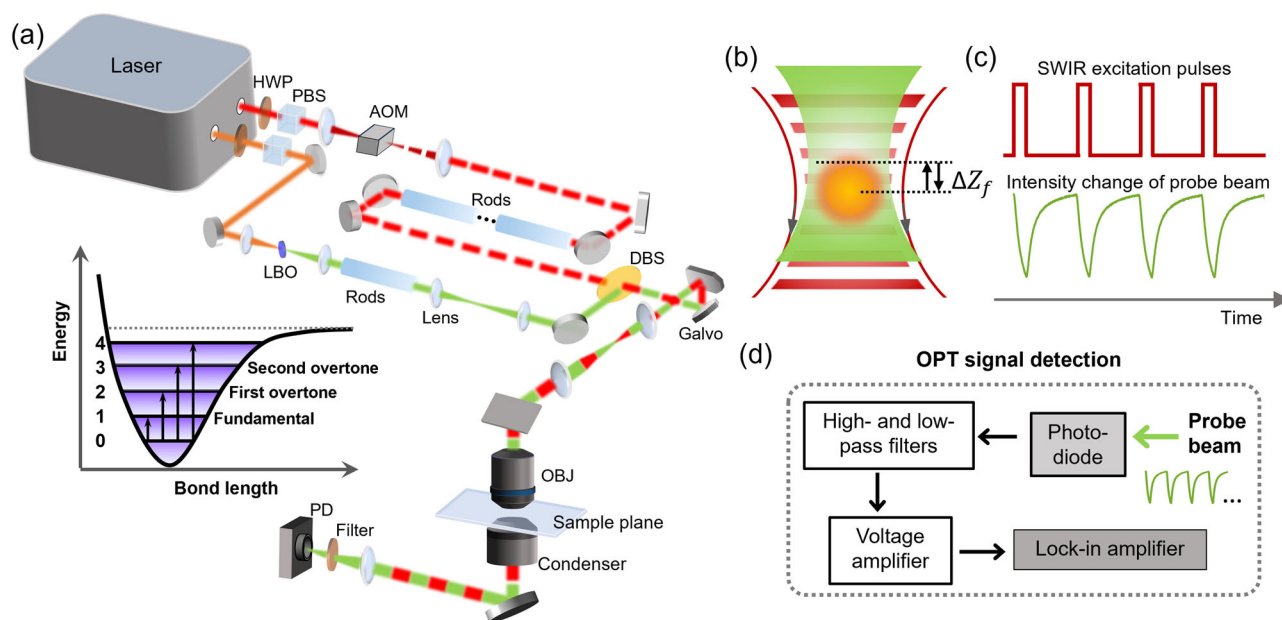 (a)
Laser
HWP
PBS
AOM
Rods
LBO
Rods
Lens
DBS
Galvo
Energy
4
3
2
1
0
Second overtone
First overtone
Fundamental
Bond length
OBJ
Sample plane
Condenser
PD
Filter
(b)
ΔZf
(c)
SWIR excitation pulses
Intensity change of probe beam
Time
(d)
OPT signal detection
High- and low-
pass filters
Photo-
diode
Probe
beam
Voltage
amplifier
Lock-in amplifier